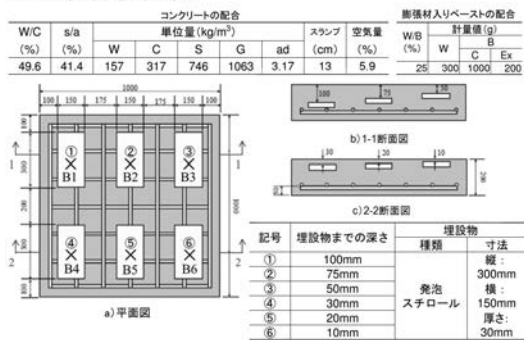 コンクリートの配合
W/C (%) s/a (%) 単位量(kg/m³) スランプ (cm) 空気量 (%)
W C S G ad
49.6 41.4 157 317 746 1063 3.17 13 5.9
膨張材入りペーストの配合
W/B (%) 計量値(g)
W B
C Ex
25 300 1000 200
1000
100 150 175 150 175 150 100
100
300
200
300
100
1000
① ② ③
B1 B2 B3
④ ⑤ ⑥
B4 B5 B6
1 1
2 2
a)平面図
100 75 50
b)1-1断面図
30 20 10
200
c)2-2断面図
記号 埋設物までの深さ 埋設物
種類 寸法
① 100mm
② 75mm
③ 50mm
④ 30mm
⑤ 20mm
⑥ 10mm
発泡
スチロール
縦:
300mm
横:
150mm
厚さ:
30mm